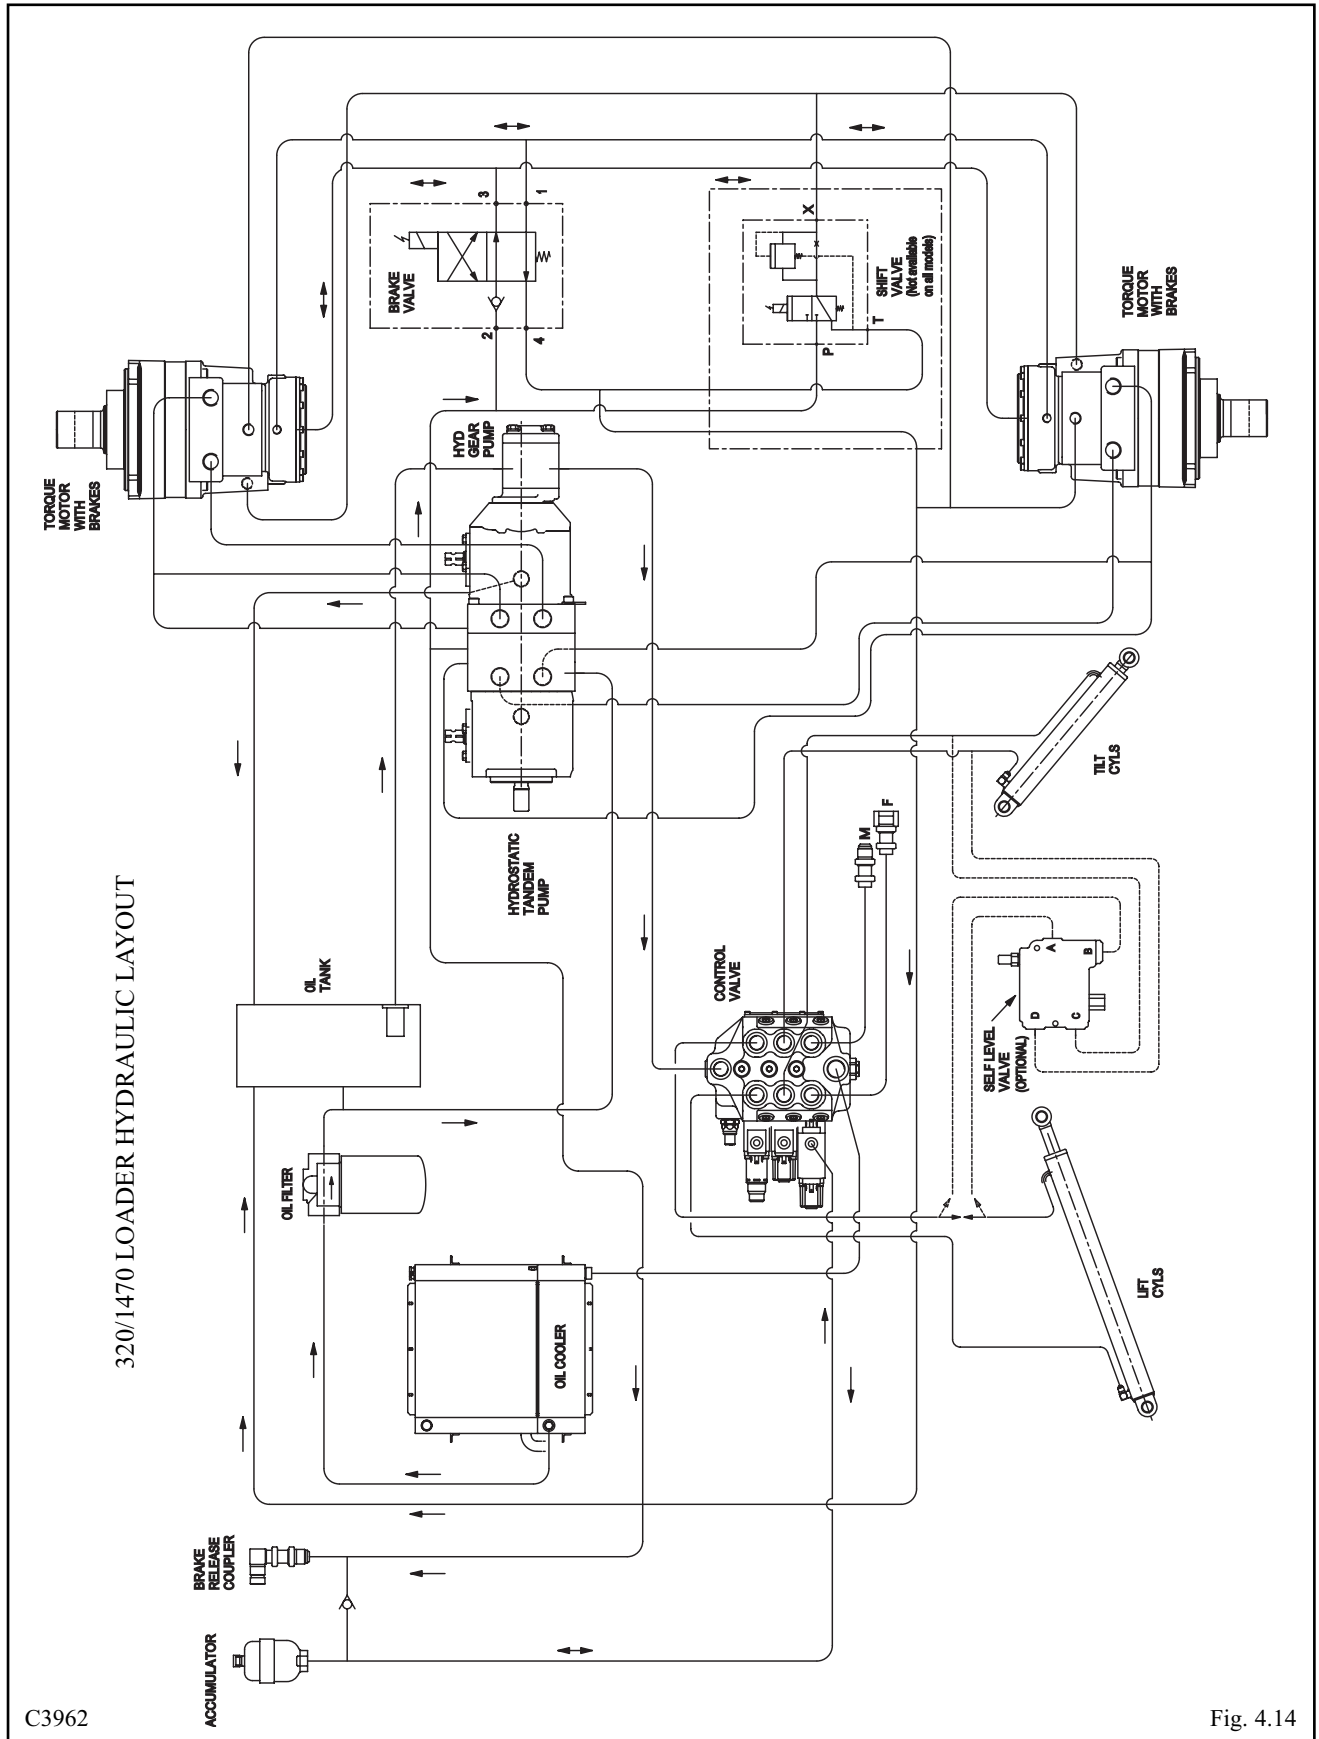 320/1470 LOADER HYDRAULIC LAYOUT
ACCUMULATOR
BRAKE
RELEASE
COUPLER
OIL FILTER
OIL COOLER
OIL
TANK
TORQUE
MOTOR
WITH
BRAKES
HYDROSTATIC
TANDEM
PUMP
HYD
GEAR
PUMP
BRAKE
VALVE
2
4
3
1
SHIFT
VALVE
(Not available
on all models)
P
T
X
TORQUE
MOTOR
WITH
BRAKES
CONTROL
VALVE
M
F
TILT
CYLS
SELF LEVEL
VALVE
(OPTIONAL)
D
C
A
B
LIFT
CYLS
C3962
Fig. 4.14